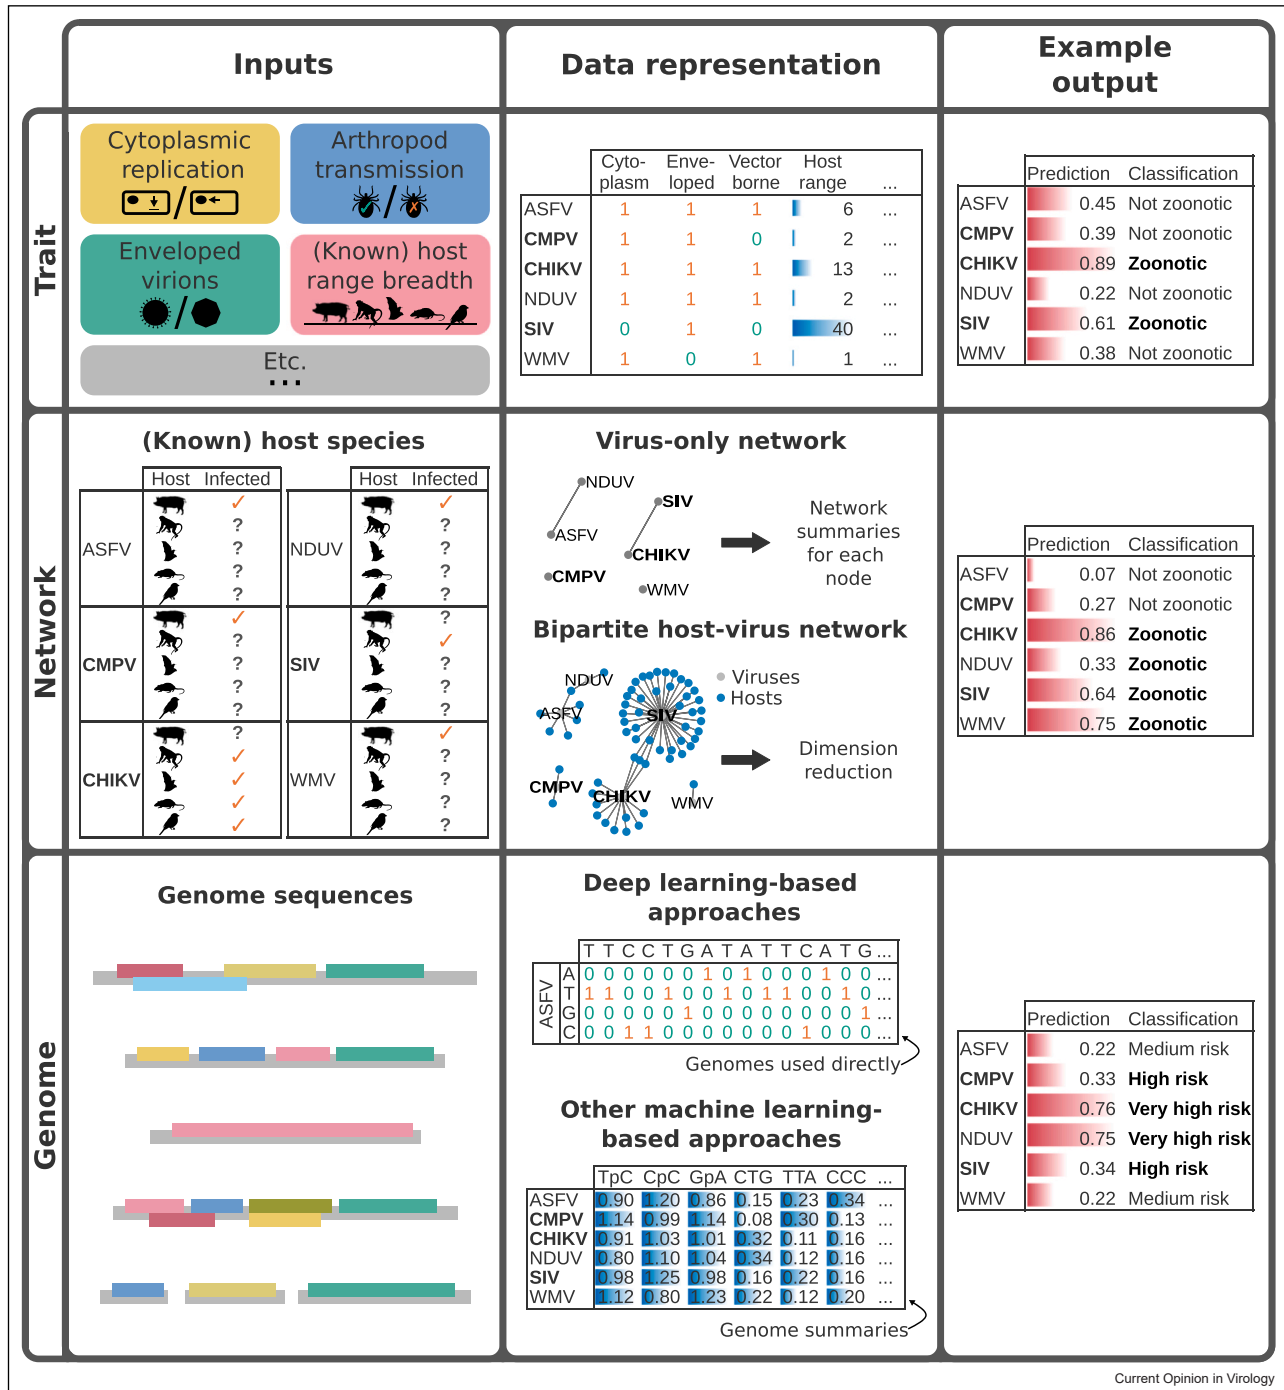 Inputs
Data representation
Example
output
Trait
Cytoplasmic
replication
/
Arthropod
transmission
/
Enveloped
virions
/
(Known) host
range breadth
Etc.
...
Cyto- Enve- Vector Host
plasm loped borne range ...
ASFV 1 1 1 6 ...
CMPV 1 1 0 2 ...
CHIKV 1 1 1 13 ...
NDUV 1 1 1 2 ...
SIV 0 1 0 40 ...
WMV 1 0 1 1 ...
Prediction Classification
ASFV 0.45 Not zoonotic
CMPV 0.39 Not zoonotic
CHIKV 0.89 Zoonotic
NDUV 0.22 Not zoonotic
SIV 0.61 Zoonotic
WMV 0.38 Not zoonotic
Network
(Known) host species
Host Infected
ASFV
✓
?
?
?
?
CMPV
✓
?
?
?
?
CHIKV
?
✓
✓
✓
✓
Host Infected
NDUV
✓
?
?
?
?
SIV
?
✓
?
?
?
WMV
✓
?
?
?
?
Virus-only network
NDUV
SIV
ASFV
CHIKV
CMPV
WMV
Network
summaries
for each
node
Bipartite host-virus network
NDUV
ASFV
SIV
CMPV
CHIKV
WMV
Viruses
Hosts
Dimension
reduction
Prediction Classification
ASFV 0.07 Not zoonotic
CMPV 0.27 Not zoonotic
CHIKV 0.86 Zoonotic
NDUV 0.33 Zoonotic
SIV 0.64 Zoonotic
WMV 0.75 Zoonotic
Genome
Genome sequences
Deep learning-based
approaches
T T C C T G A T A T T C A T G ...
ASFV
A 0 0 0 0 0 0 1 0 1 0 0 0 1 0 0 ...
T 1 1 0 0 1 0 0 1 0 1 1 0 0 1 0 ...
G 0 0 0 0 0 1 0 0 0 0 0 0 0 0 1 ...
C 0 0 1 1 0 0 0 0 0 0 0 1 0 0 0 ...
Genomes used directly
Other machine learning-
based approaches
TpC CpC GpA CTG TTA CCC ...
ASFV 0.90 1.20 0.86 0.15 0.23 0.34 ...
CMPV 1.14 0.99 1.14 0.08 0.30 0.13 ...
CHIKV 0.91 1.03 1.01 0.32 0.11 0.16 ...
NDUV 0.80 1.10 1.04 0.34 0.12 0.16 ...
SIV 0.98 1.25 0.98 0.16 0.22 0.16 ...
WMV 1.12 0.80 1.23 0.22 0.12 0.20 ...
Genome summaries
Prediction Classification
ASFV 0.22 Medium risk
CMPV 0.33 High risk
CHIKV 0.76 Very high risk
NDUV 0.75 Very high risk
SIV 0.34 High risk
WMV 0.22 Medium risk
Current Opinion in Virology